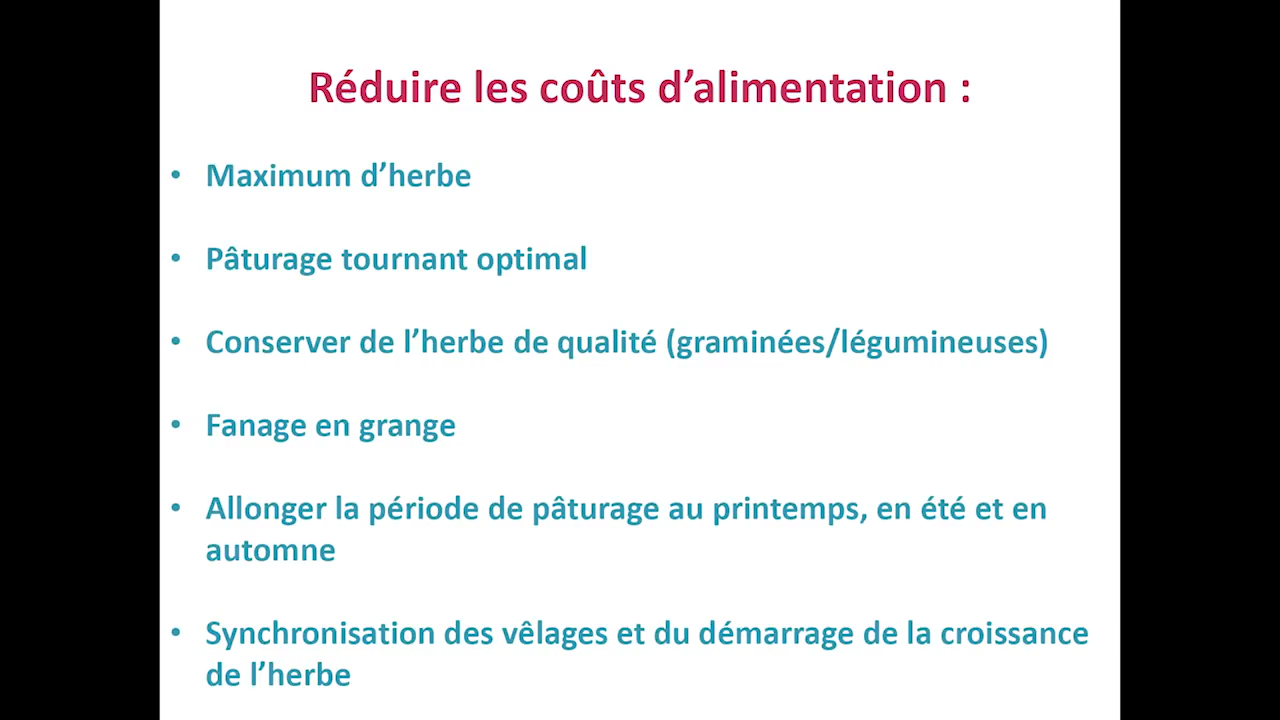 Réduire les coûts d’alimentation :
• Maximum d’herbe
• Pâturage tournant optimal
• Conserver de l’herbe de qualité (graminées/légumineuses)
• Fanage en grange
• Allonger la période de pâturage au printemps, en été et en
automne
• Synchronisation des vêlages et du démarrage de la croissance
de l’herbe